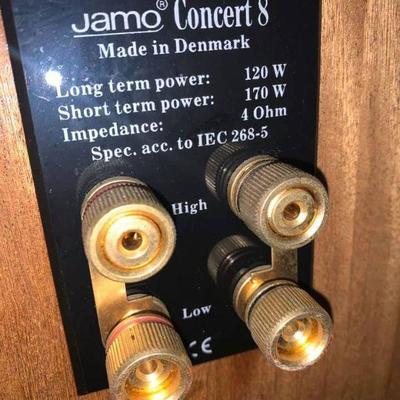 Jamo® Concert 8
Made in Denmark
Long term power: 120 W
Short term power: 170 W
Impedance: 4 Ohm
Spec. acc. to IEC 268-5
High
Low
CE